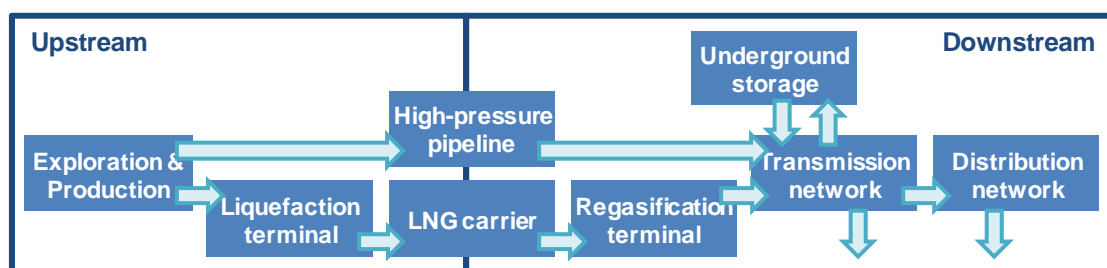 Upstream
Downstream
Underground
storage
High-pressure
pipeline
Exploration &
Production
Transmission
network
Distribution
network
Liquefaction
terminal
LNG carrier
Regasification
terminal